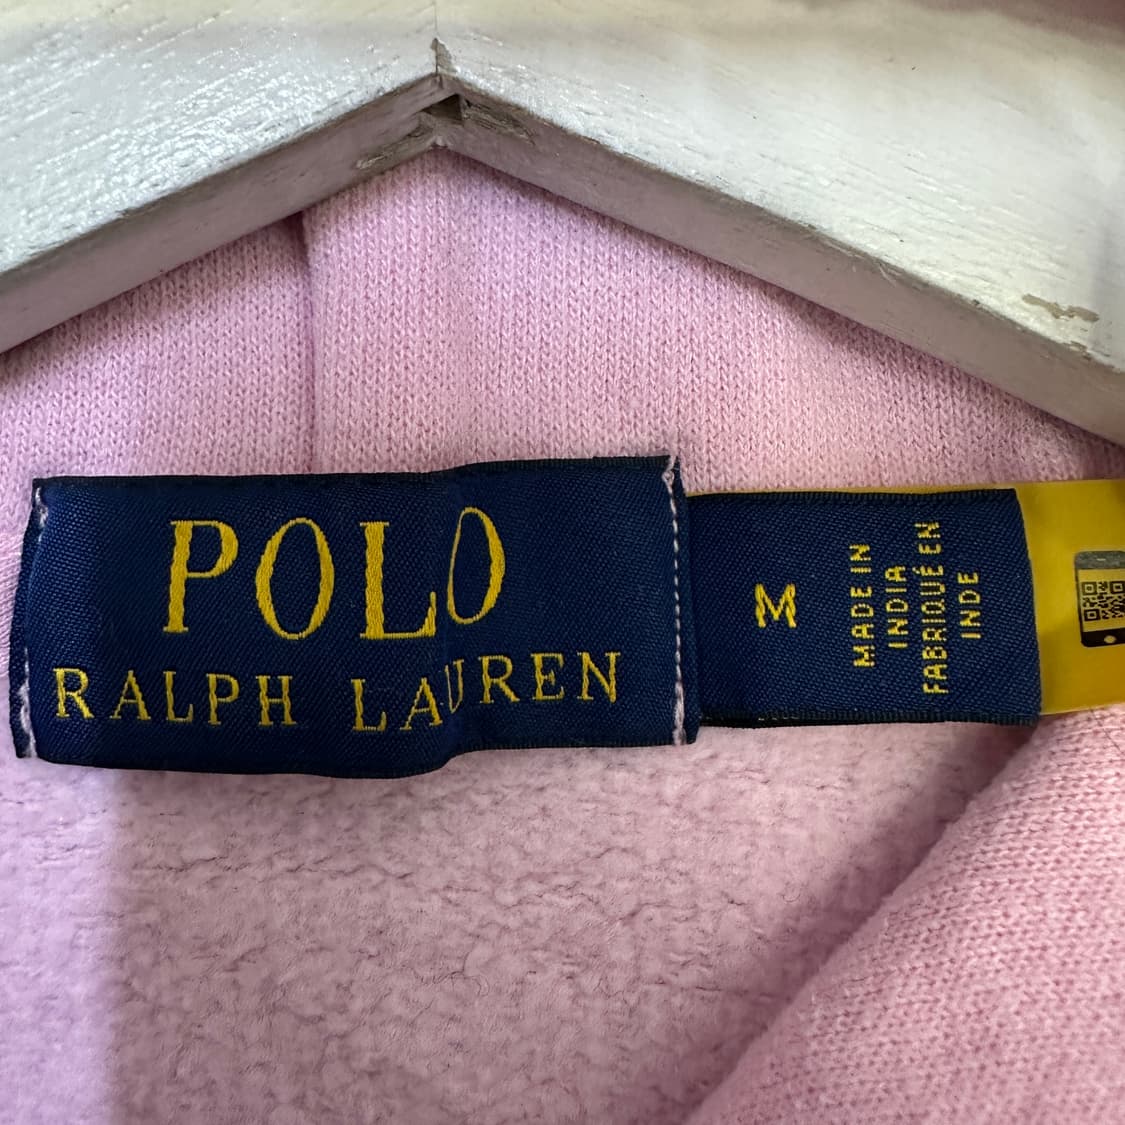 POLO
RALPH LAUREN
M
MADE IN
INDIA
FABRIQUÉ EN
INDE